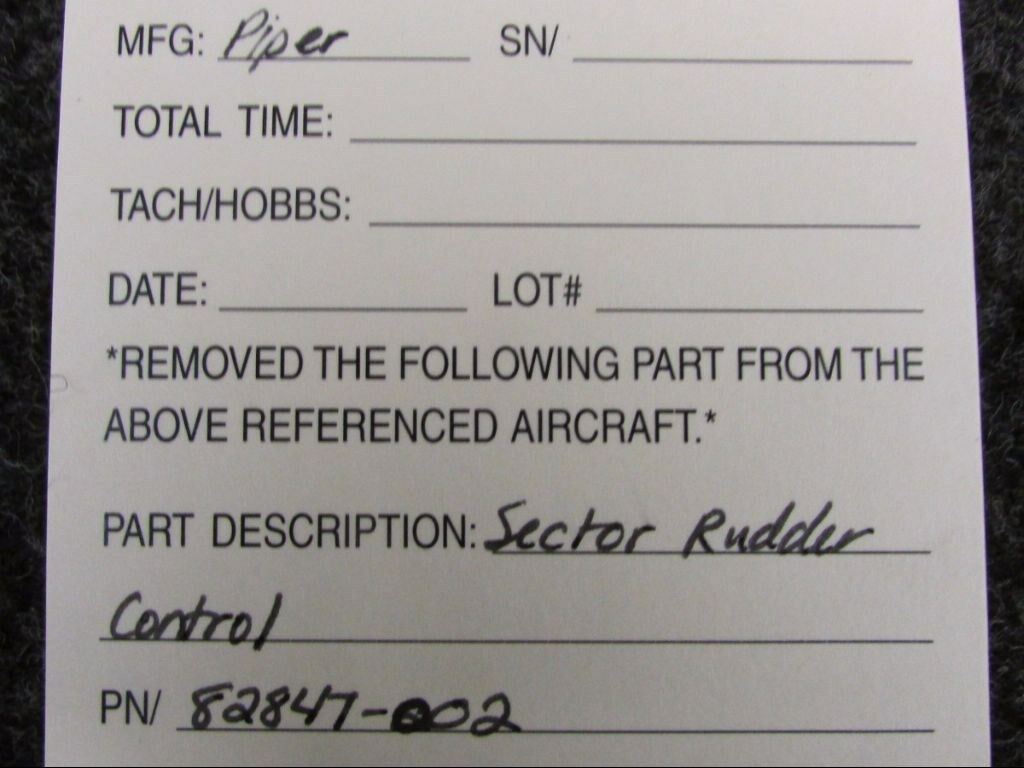 MFG: Piper SN/
TOTAL TIME:
TACH/HOBBS:
DATE: LOT#
*REMOVED THE FOLLOWING PART FROM THE
ABOVE REFERENCED AIRCRAFT.*
PART DESCRIPTION: Sector Rudder
Control
PN/ 82847-002